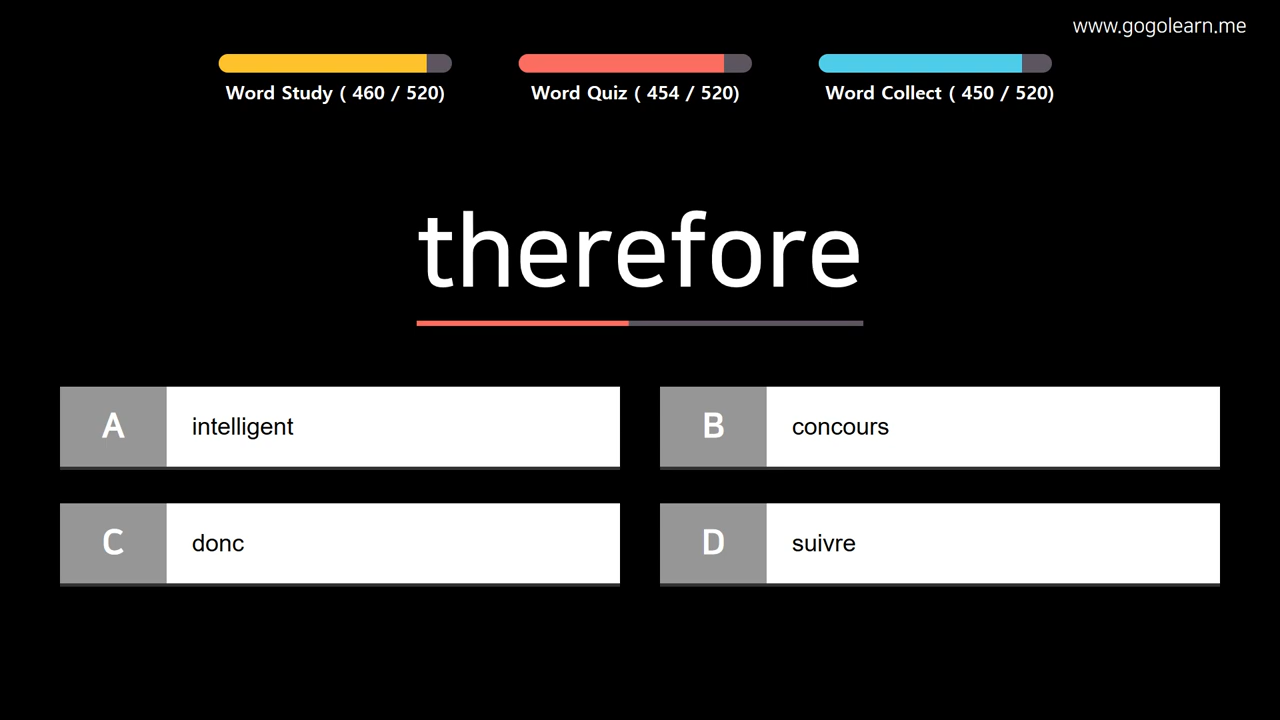 www.gogolearn.me
Word Study ( 460 / 520)
Word Quiz ( 454 / 520)
Word Collect ( 450 / 520)
therefore
A intelligent
B concours
C donc
D suivre